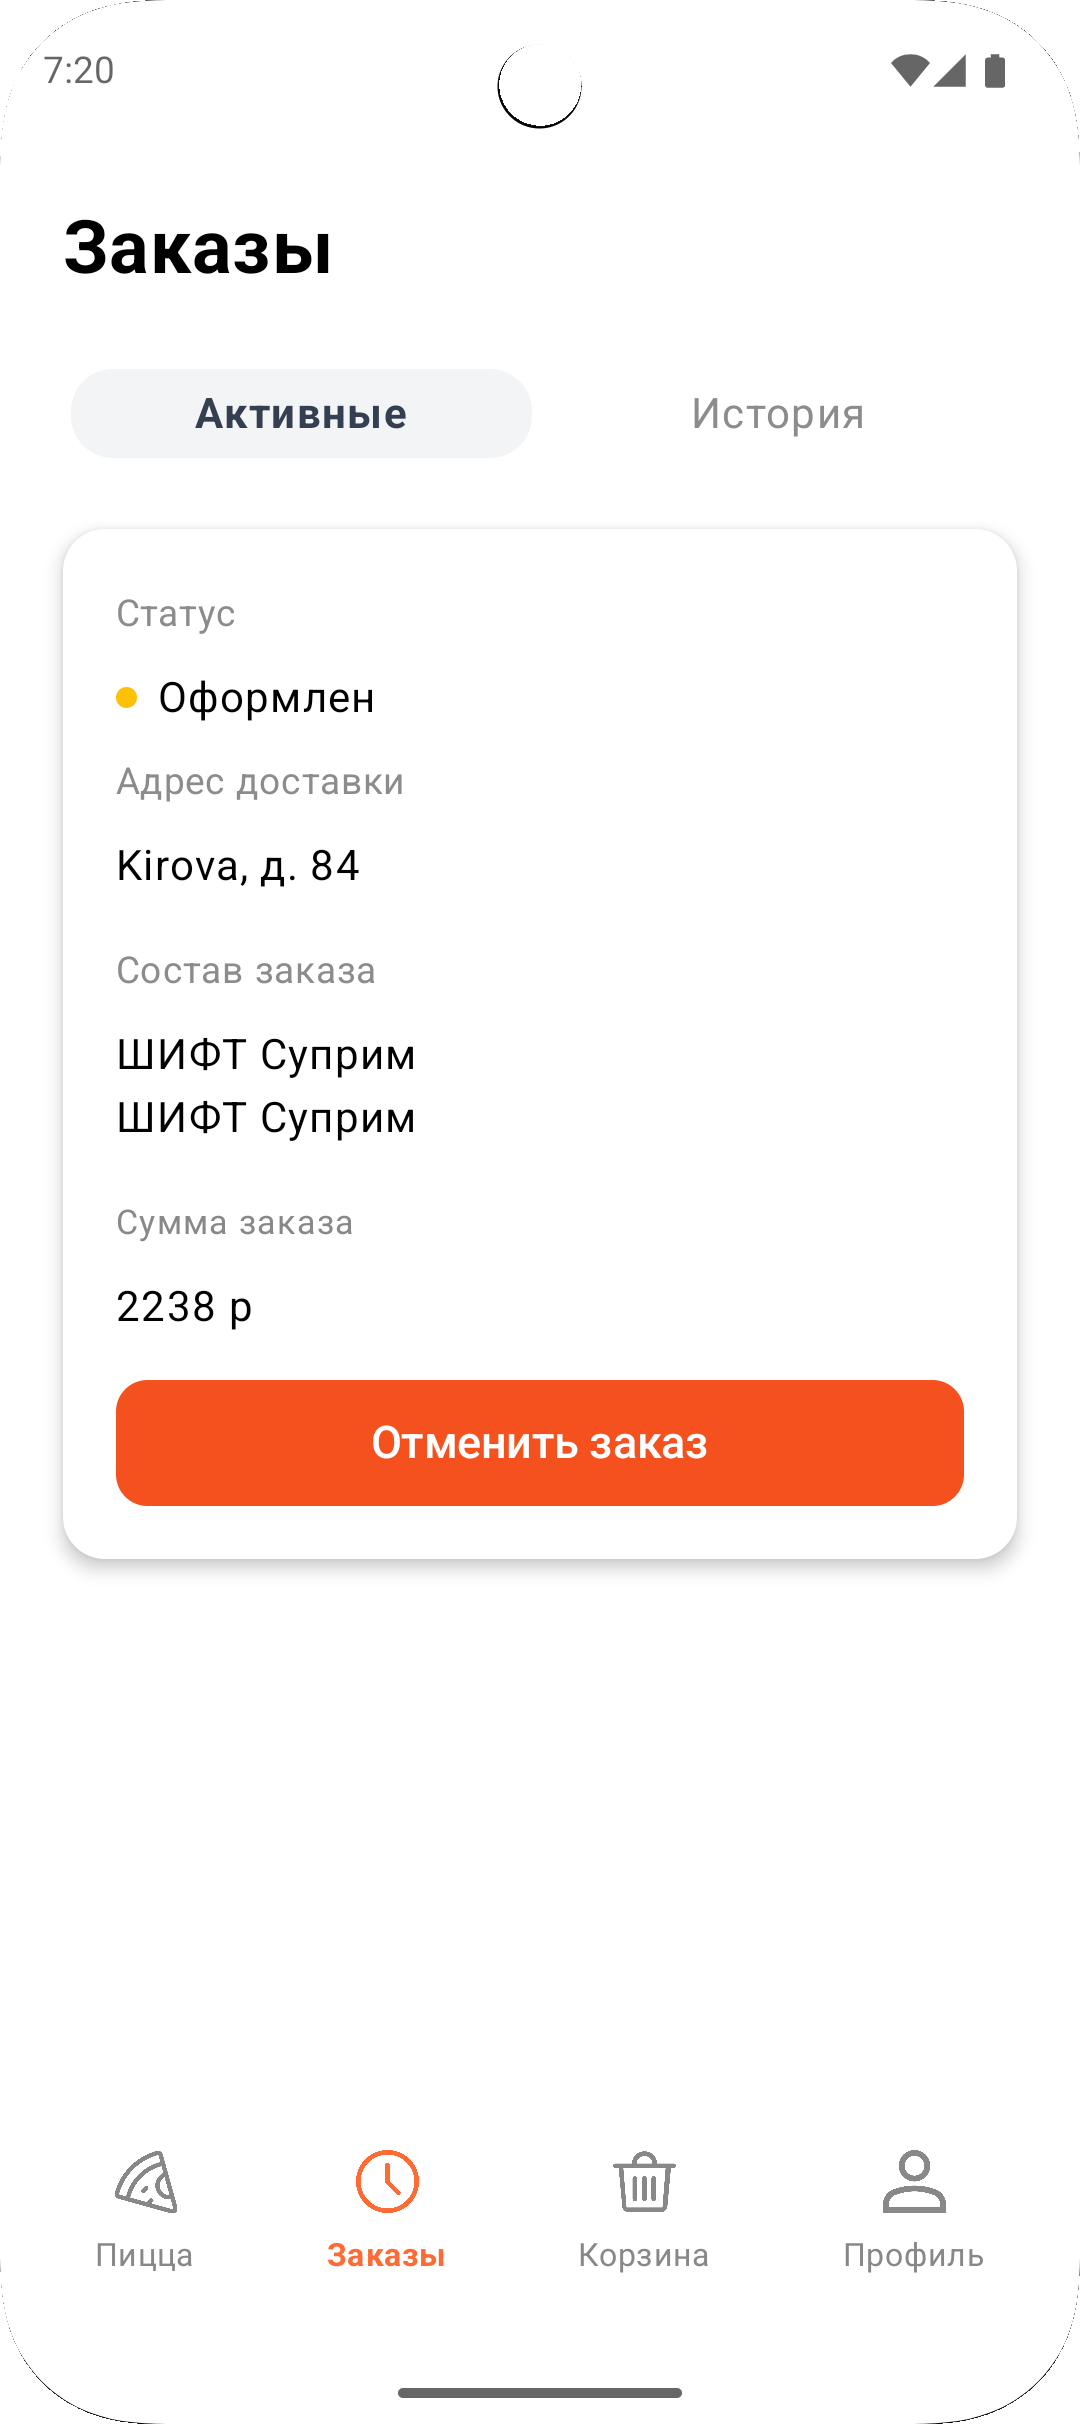 7:20
Заказы
Активные История
Статус
Оформлен
Адрес доставки
Kirova, д. 84
Состав заказа
ШИФТ Суприм
ШИФТ Суприм
Сумма заказа
2238 р
Отменить заказ
Пицца Заказы Корзина Профиль